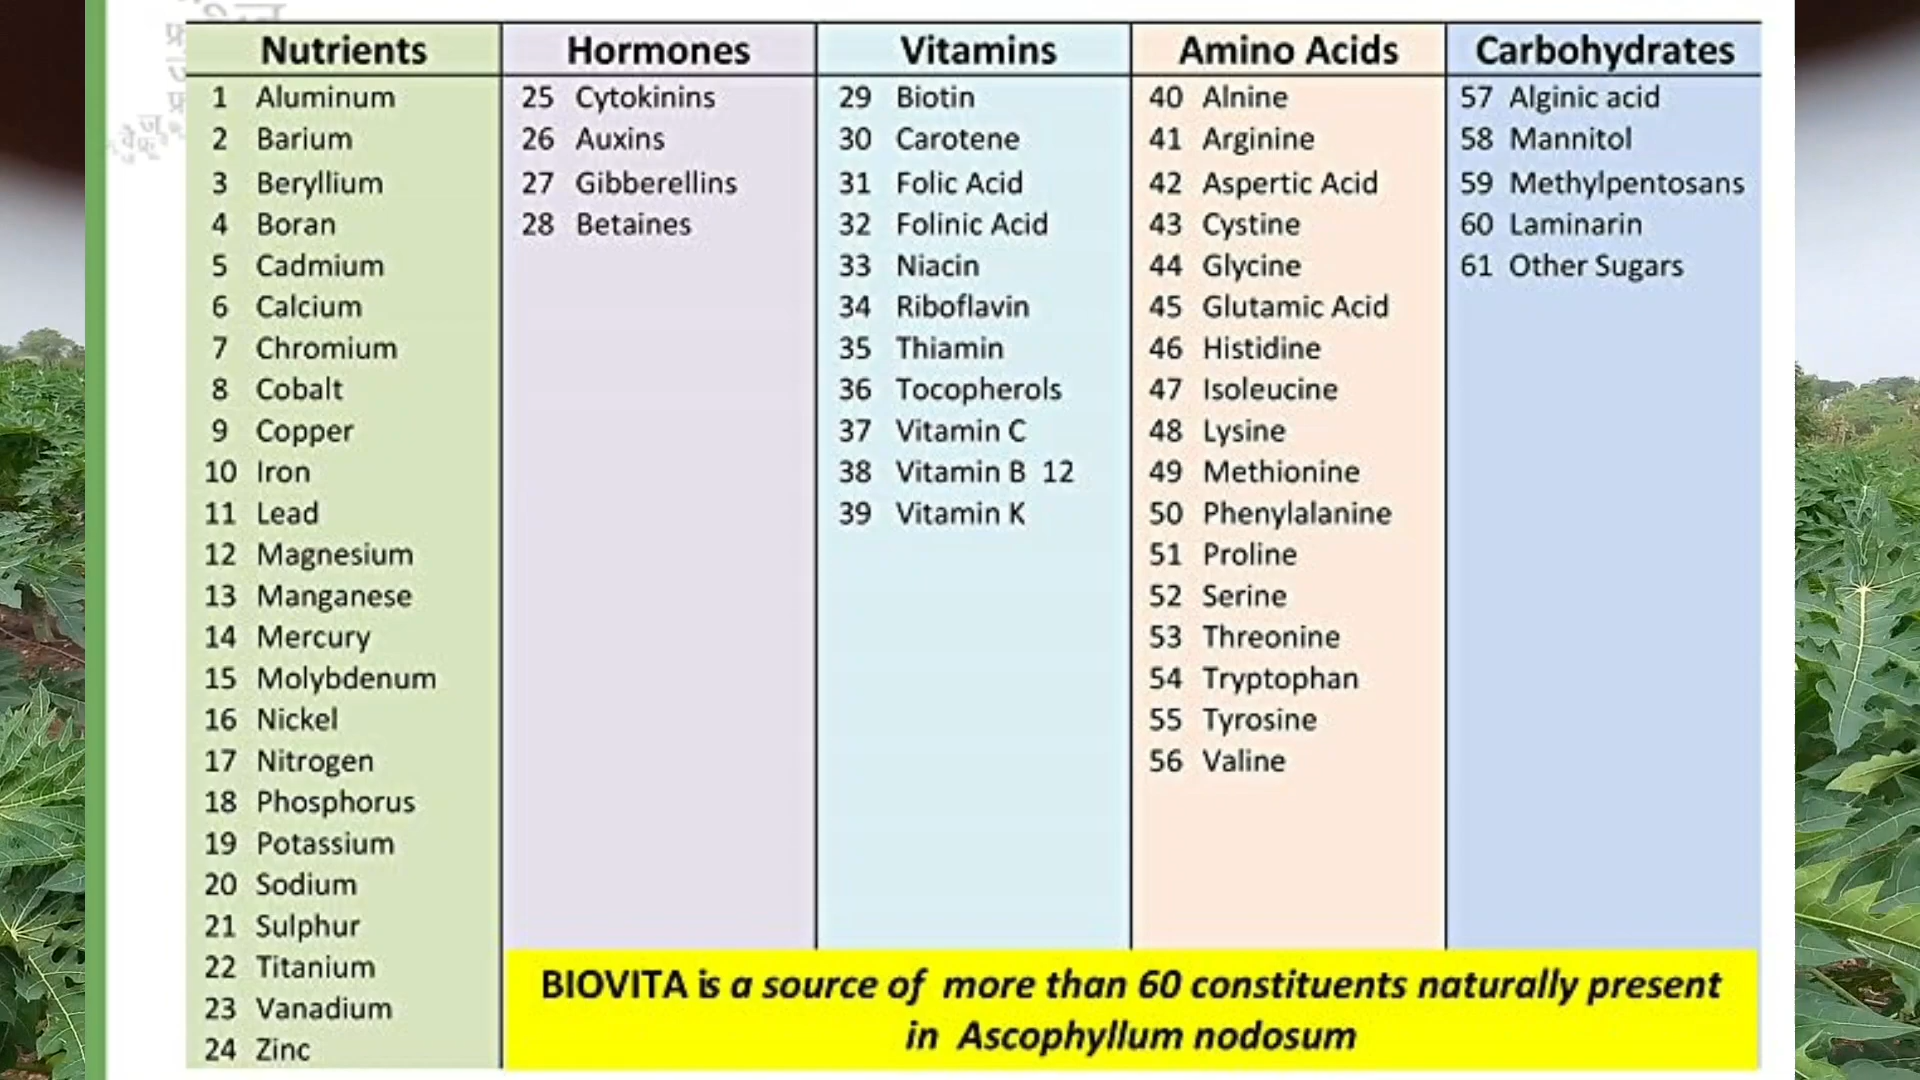 Nutrients
1 Aluminum
2 Barium
3 Beryllium
4 Boran
5 Cadmium
6 Calcium
7 Chromium
8 Cobalt
9 Copper
10 Iron
11 Lead
12 Magnesium
13 Manganese
14 Mercury
15 Molybdenum
16 Nickel
17 Nitrogen
18 Phosphorus
19 Potassium
20 Sodium
21 Sulphur
22 Titanium
23 Vanadium
24 Zinc
Hormones
25 Cytokinins
26 Auxins
27 Gibberellins
28 Betaines
Vitamins
29 Biotin
30 Carotene
31 Folic Acid
32 Folinic Acid
33 Niacin
34 Riboflavin
35 Thiamin
36 Tocopherols
37 Vitamin C
38 Vitamin B 12
39 Vitamin K
Amino Acids
40 Alnine
41 Arginine
42 Aspertic Acid
43 Cystine
44 Glycine
45 Glutamic Acid
46 Histidine
47 Isoleucine
48 Lysine
49 Methionine
50 Phenylalanine
51 Proline
52 Serine
53 Threonine
54 Tryptophan
55 Tyrosine
56 Valine
Carbohydrates
57 Alginic acid
58 Mannitol
59 Methylpentosans
60 Laminarin
61 Other Sugars
BIOVITA is a source of more than 60 constituents naturally present
in Ascophyllum nodosum